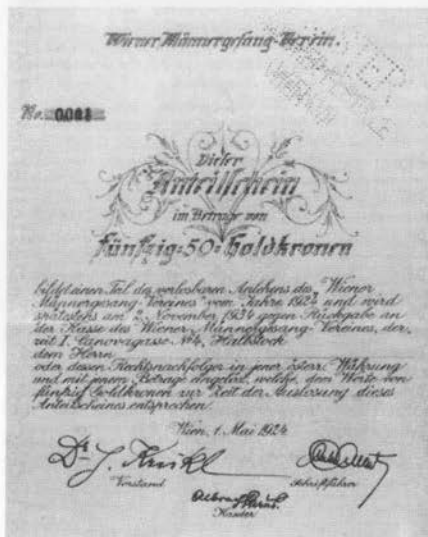 Wiener Männergesang-Verein.
No. 0001
Dieser
Anteilschein
im Betrage von
fünfzig=50=Goldkronen
bildet einen Teil des verlosbaren Anlehens des "Wiener
Männergesang-Vereines" vom Jahre 1924 und wird
spätestens am 2. November 1934 gegen Rückgabe an
der Kasse des Wiener Männergesang-Vereines, der-
zeit I. Canovagasse No. 4, Halbstock
dem Herrn
oder dessen Rechtsnachfolger in jener österr. Währung
und mit jenem Betrage eingelöst, welche dem Werte von
fünfzig Goldkronen zur Zeit der Auslosung dieses
Anteilscheines entsprechen.
Wien, 1. Mai 1924
Dr. J. Krükl
Vorstand Schriftführer
Kassier